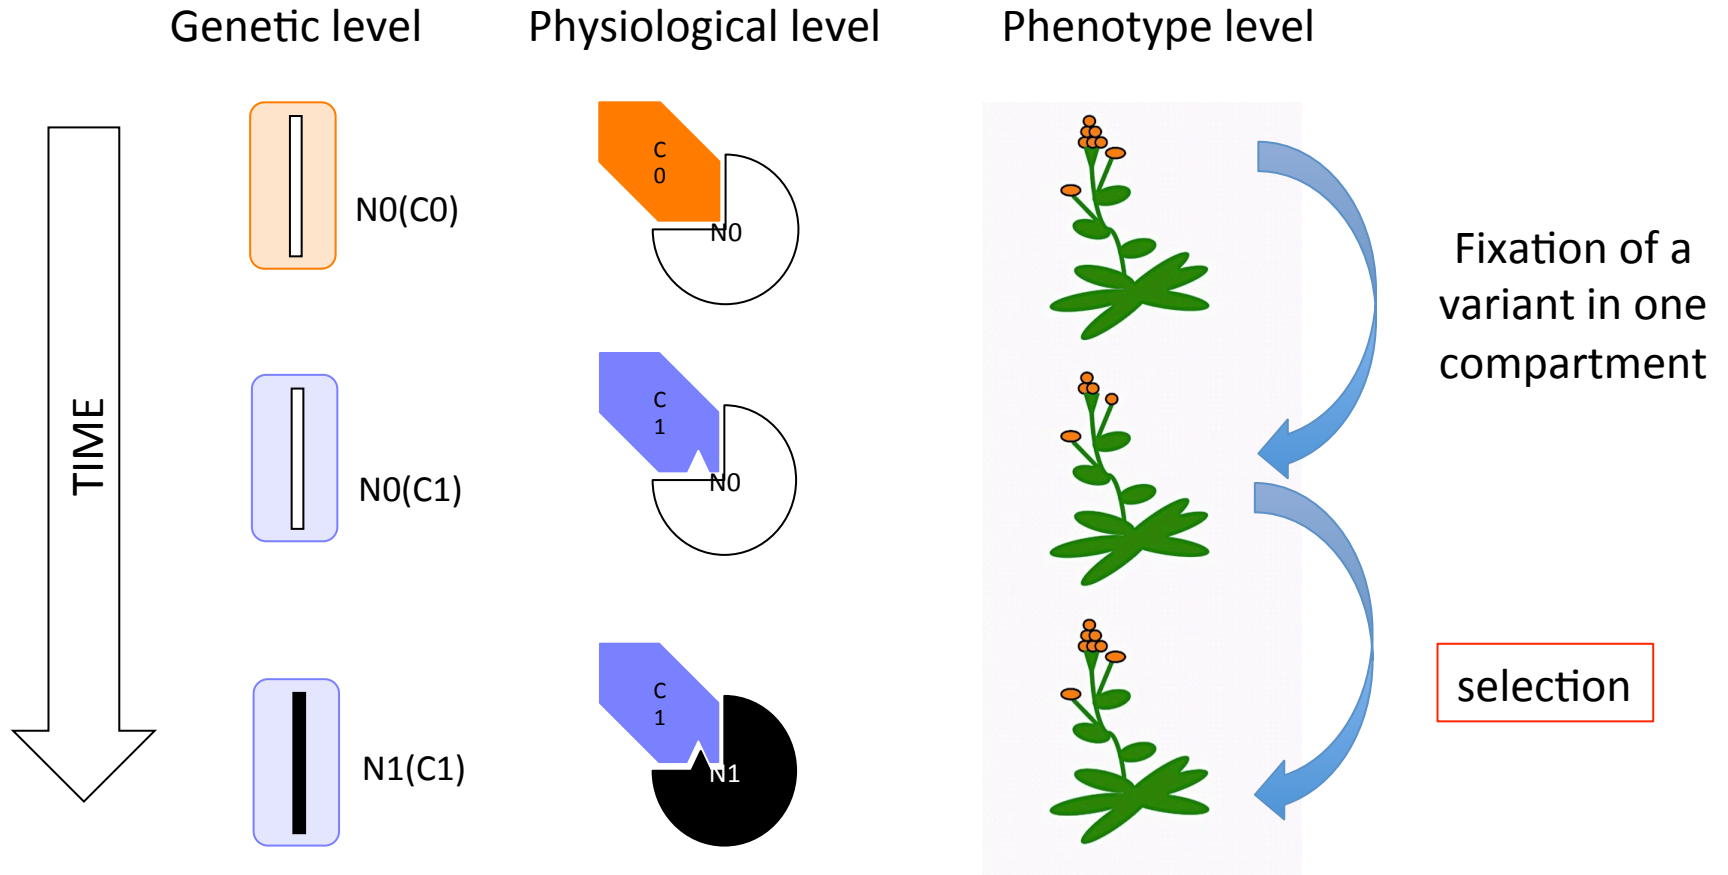 Genetic level
Physiological level
Phenotype level
TIME
N0(C0)
C
0
N0
Fixation of a
variant in one
compartment
N0(C1)
C
1
N0
selection
N1(C1)
C
1
N1